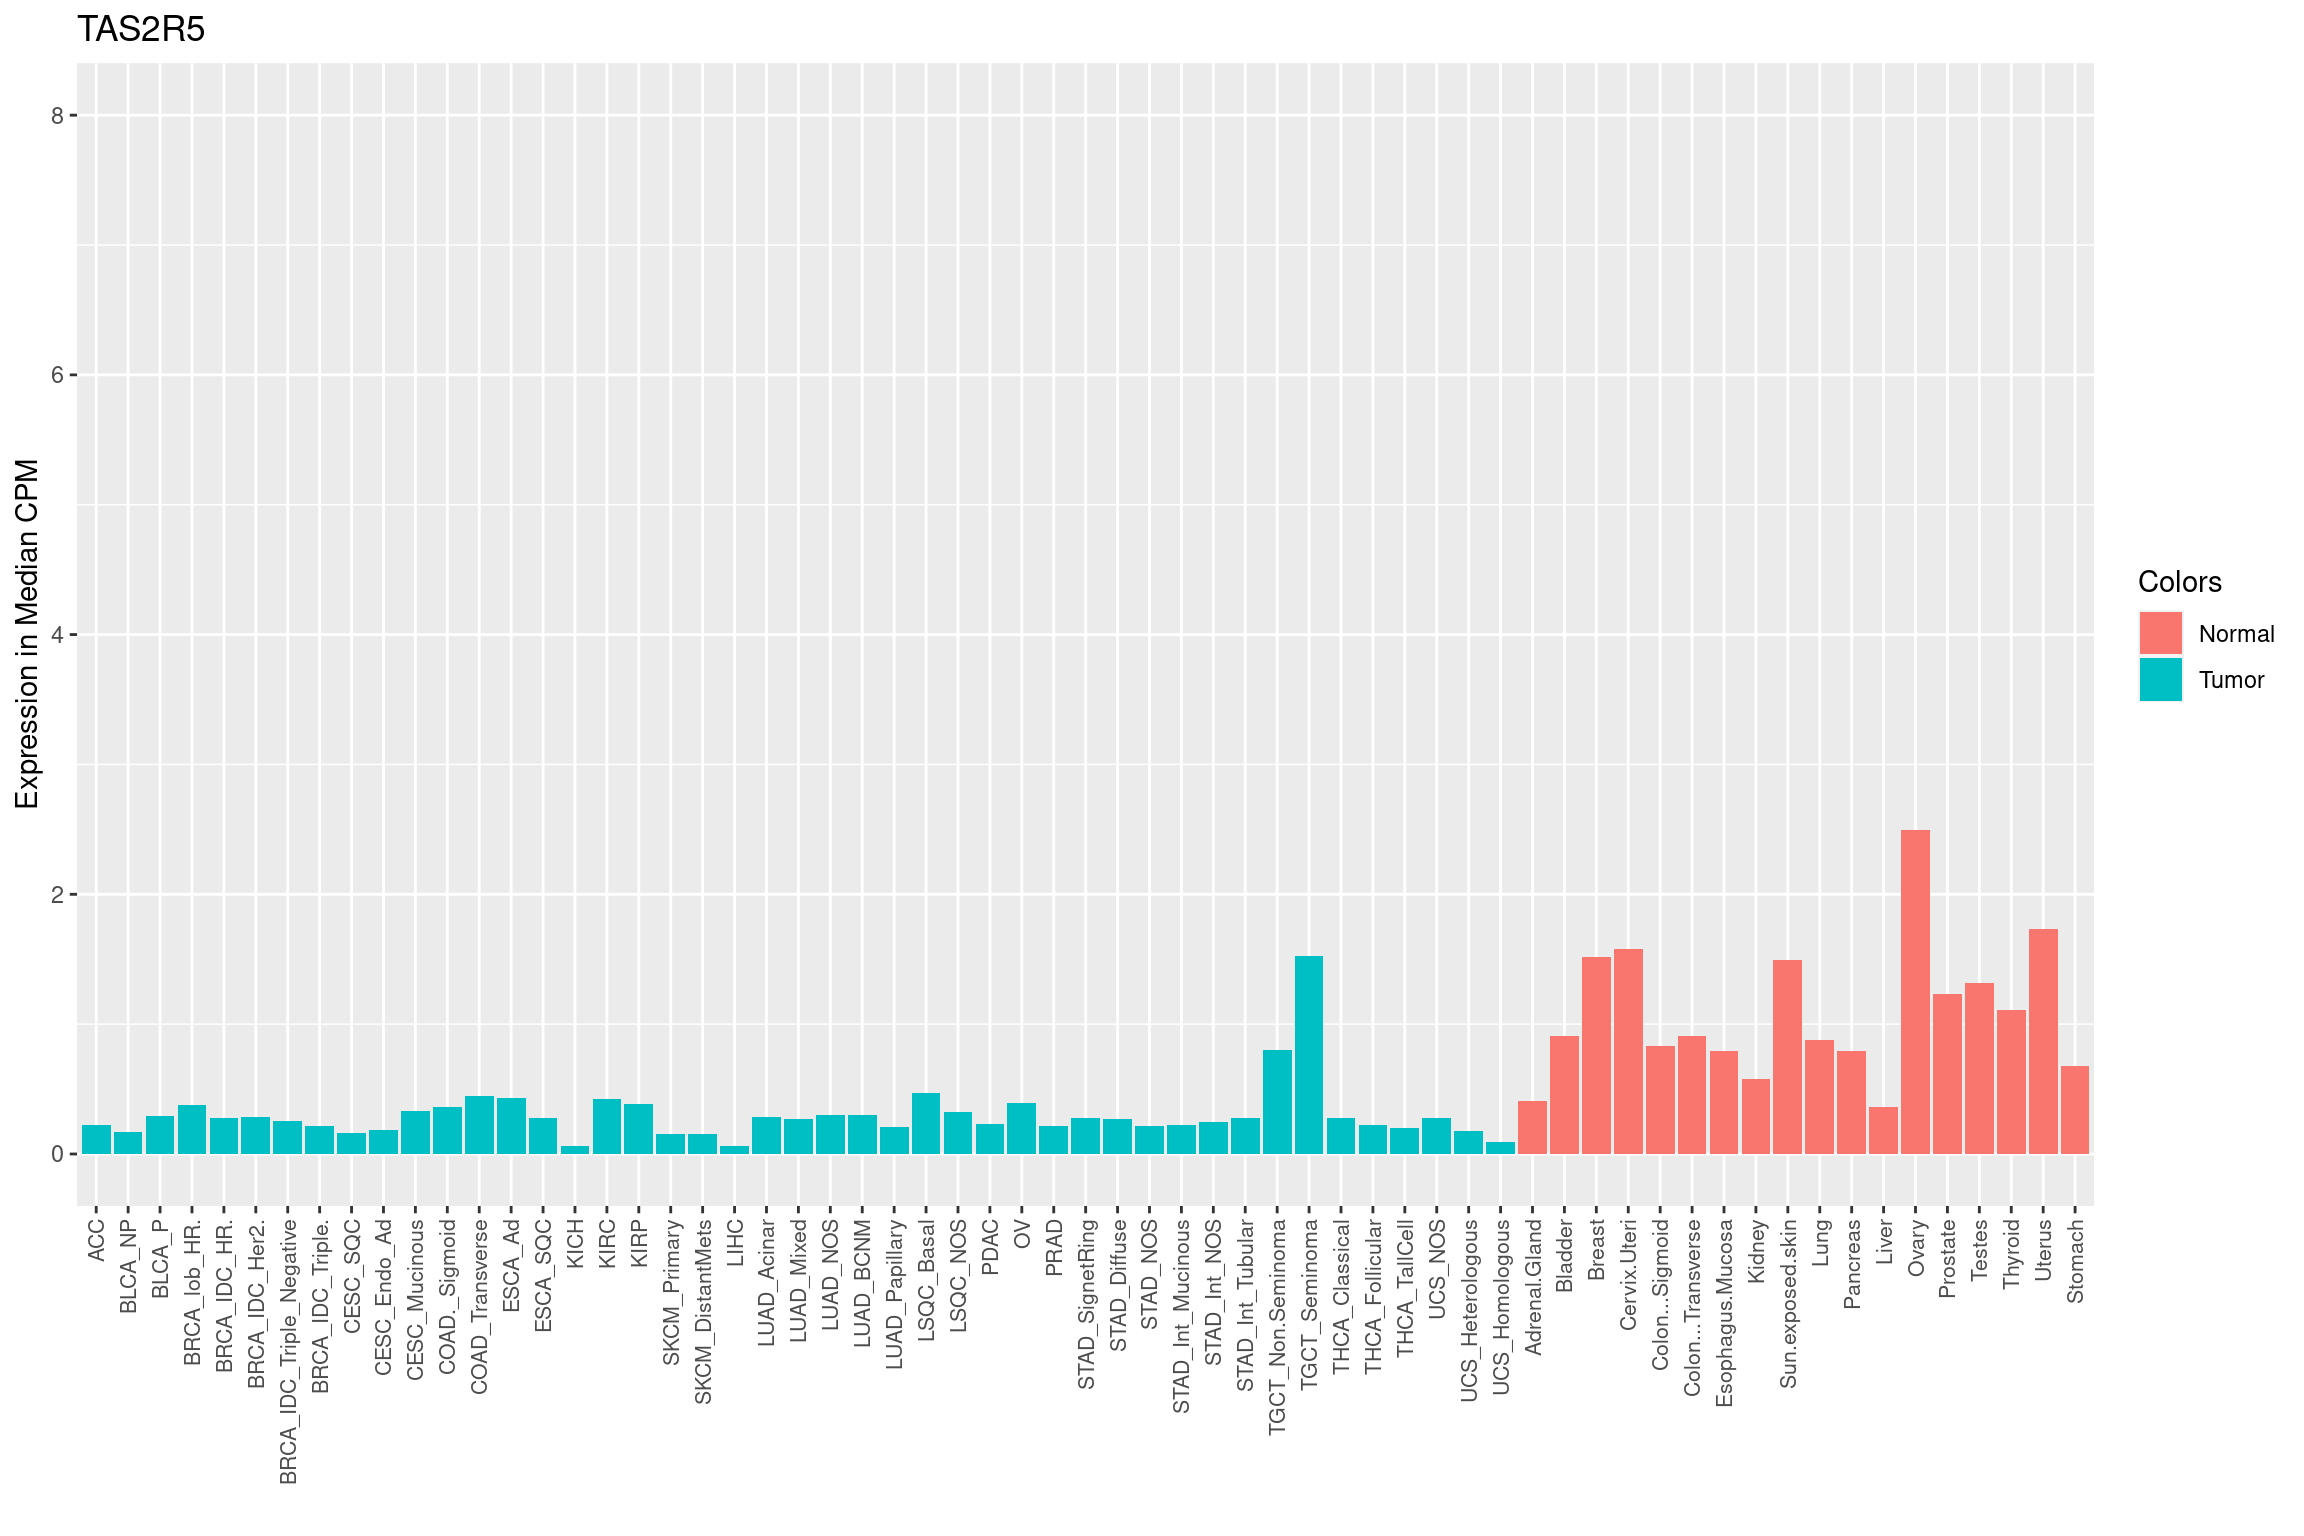 TAS2R5
Expression in Median CPM
8
6
4
2
0
ACC
BLCA_NP
BLCA_P
BRCA_lob_HR.
BRCA_IDC_HR.
BRCA_IDC_Her2.
BRCA_IDC_Triple_Negative
BRCA_IDC_Triple.
CESC_SQC
CESC_Endo_Ad
CESC_Mucinous
COAD._Sigmoid
COAD_Transverse
ESCA_Ad
ESCA_SQC
KICH
KIRC
KIRP
SKCM_Primary
SKCM_DistantMets
LIHC
LUAD_Acinar
LUAD_Mixed
LUAD_NOS
LUAD_BCNM
LUAD_Papillary
LSQC_Basal
LSQC_NOS
PDAC
OV
PRAD
STAD_SignetRing
STAD_Diffuse
STAD_NOS
STAD_Int_Mucinous
STAD_Int_NOS
STAD_Int_Tubular
TGCT_Non.Seminoma
TGCT_Seminoma
THCA_Classical
THCA_Follicular
THCA_TallCell
UCS_NOS
UCS_Heterologous
UCS_Homologous
Adrenal.Gland
Bladder
Breast
Cervix.Uteri
Colon...Sigmoid
Colon...Transverse
Esophagus.Mucosa
Kidney
Sun.exposed.skin
Lung
Pancreas
Liver
Ovary
Prostate
Testes
Thyroid
Uterus
Stomach
Colors
Normal
Tumor